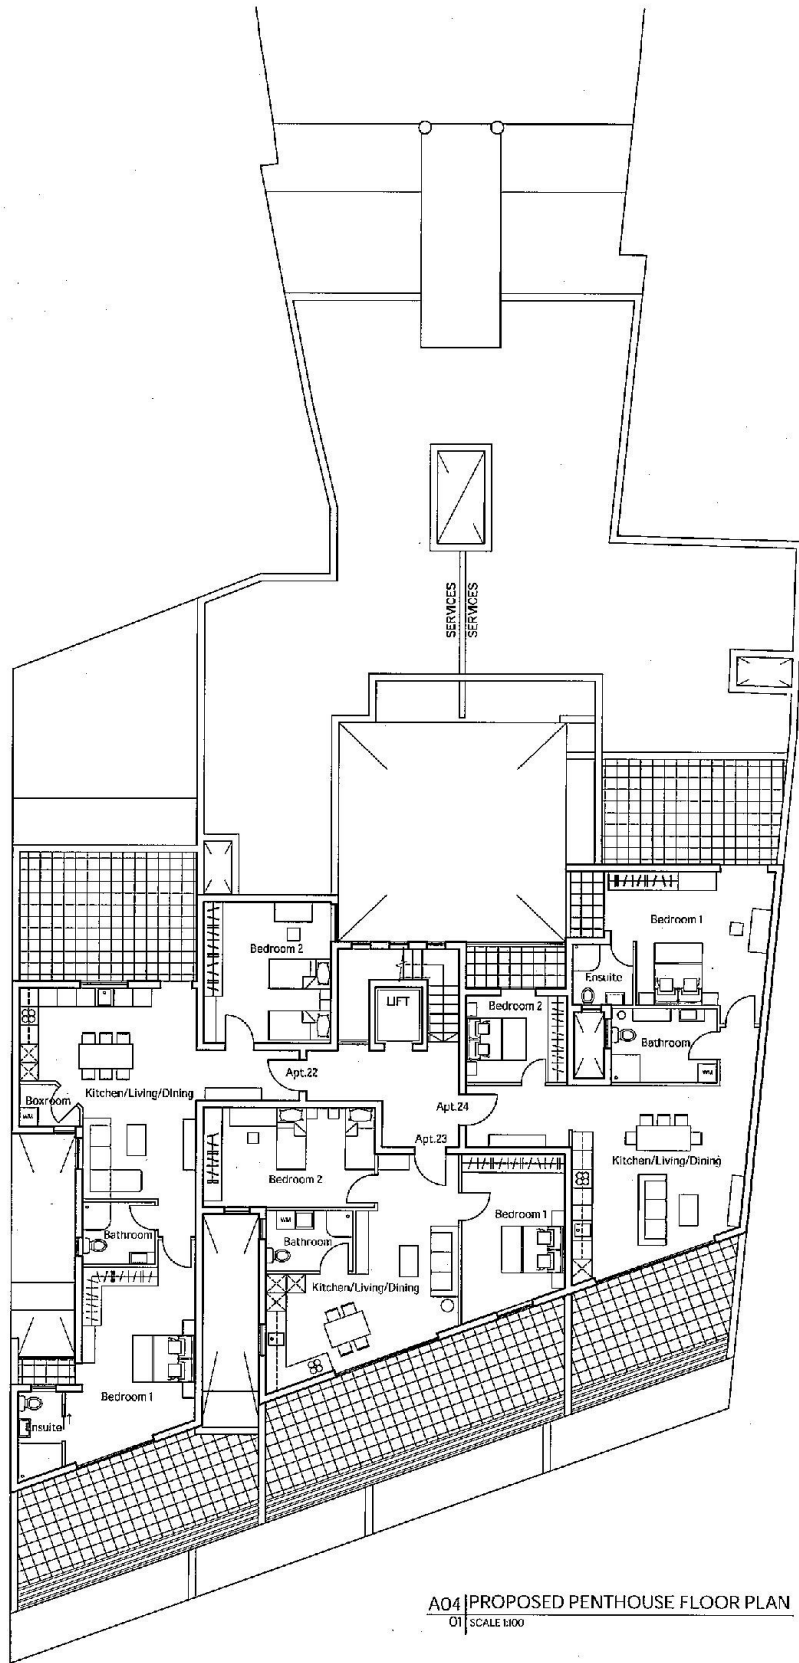 SERVICES
SERVICES
Bedroom 1
Bedroom 2
Ensuite
LIFT
Bedroom 2
Bathroom
WM
Apt.22
Kitchen/Living/Dining
Boxroom
WM
Apt.24
Apt.23
Kitchen/Living/Dining
Bedroom 2
Bedroom 1
WM
Bathroom
Bathroom
Kitchen/Living/Dining
Bedroom 1
Ensuite
A04 PROPOSED PENTHOUSE FLOOR PLAN
01 SCALE 1:100